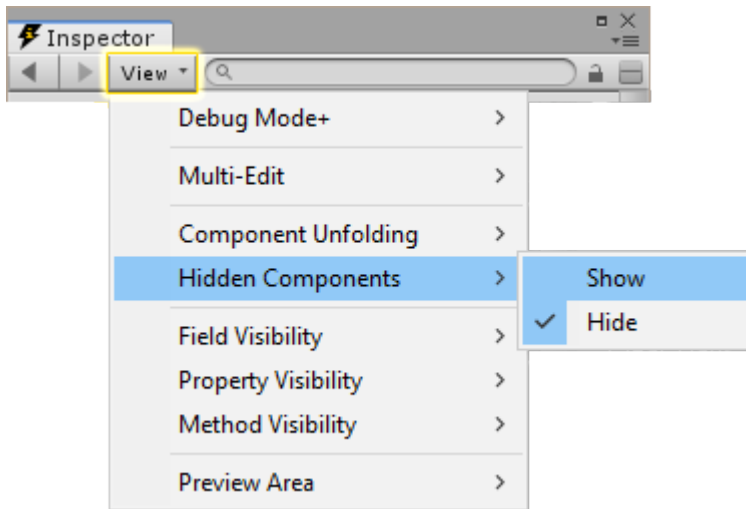 Inspector
View
Debug Mode+
Multi-Edit
Component Unfolding
Hidden Components
Show
Hide
Field Visibility
Property Visibility
Method Visibility
Preview Area